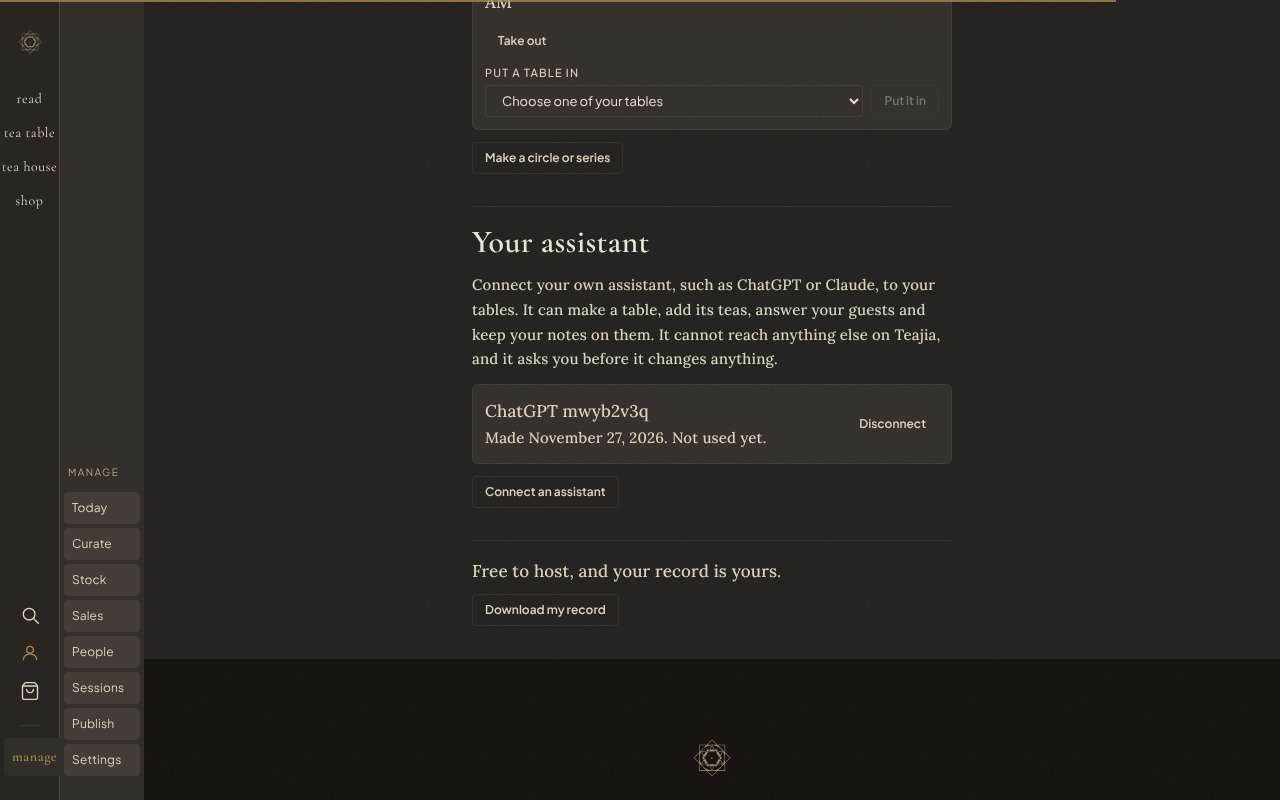 read
tea table
tea house
shop
manage
MANAGE
Today
Curate
Stock
Sales
People
Sessions
Publish
Settings
AM
Take out
PUT A TABLE IN
Choose one of your tables
Put it in
Make a circle or series
Your assistant
Connect your own assistant, such as ChatGPT or Claude, to your
tables. It can make a table, add its teas, answer your guests and
keep your notes on them. It cannot reach anything else on Teajia,
and it asks you before it changes anything.
ChatGPT mwyb2v3q
Made November 27, 2026. Not used yet.
Disconnect
Connect an assistant
Free to host, and your record is yours.
Download my record